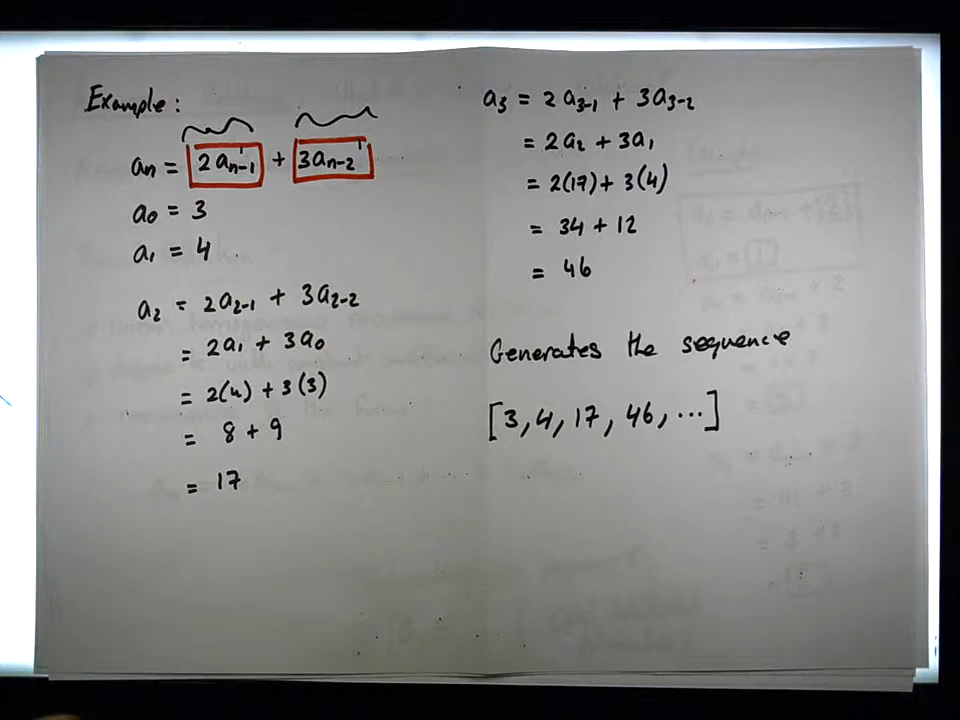 Example:
aₙ = 2aₙ₋₁ + 3aₙ₋₂
a₀ = 3
a₁ = 4
a₂ = 2a₂₋₁ + 3a₂₋₂
= 2a₁ + 3a₀
= 2(4) + 3(3)
= 8 + 9
= 17
a₃ = 2a₃₋₁ + 3a₃₋₂
= 2a₂ + 3a₁
= 2(17) + 3(4)
= 34 + 12
= 46
Generates the sequence
[3, 4, 17, 46, ...]